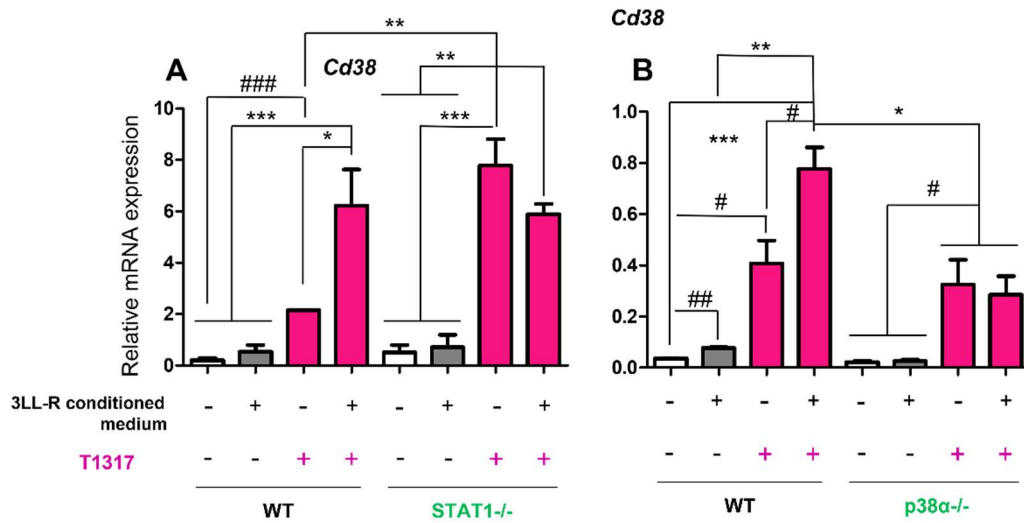 Cd38
A
Cd38
**
**
###
***
*
***
Relative mRNA expression
10
8
6
4
2
0
B
**
#
*
***
#
#
##
1.0
0.8
0.6
0.4
0.2
0.0
3LL-R conditioned
medium
- + - + - + - +
- + - + - + - +
T1317
- - + + - - + +
- - + + - - + +
WT
STAT1-/-
WT
p38α-/-